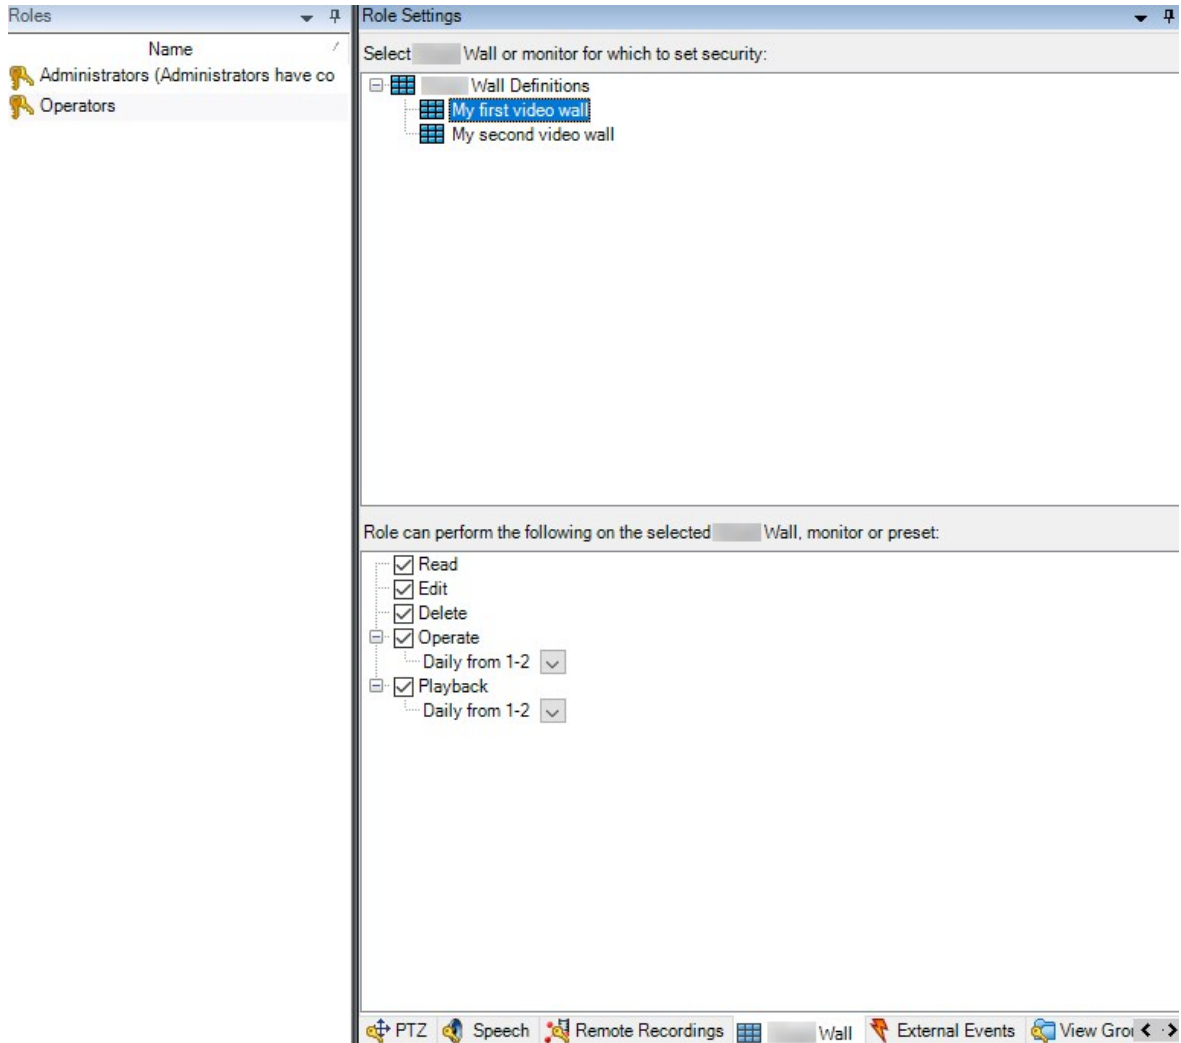 Roles
Name
Administrators (Administrators have co
Operators
Role Settings
Select Wall or monitor for which to set security:
Wall Definitions
My first video wall
My second video wall
Role can perform the following on the selected Wall, monitor or preset:
Read
Edit
Delete
Operate
Daily from 1-2
Playback
Daily from 1-2
PTZ Speech Remote Recordings Wall External Events View Grou